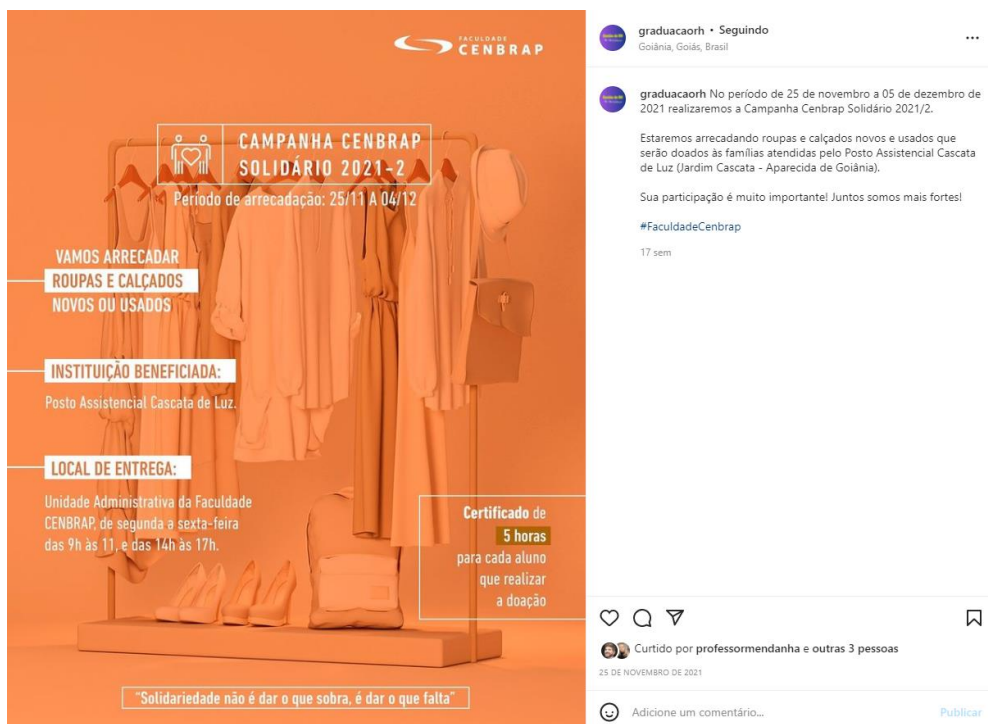 FACULDADE
CENBRAP
CAMPANHA CENBRAP
SOLIDÁRIO 2021-2
Período de arrecadação: 25/11 A 04/12
VAMOS ARRECADAR
ROUPAS E CALÇADOS
NOVOS OU USADOS
INSTITUIÇÃO BENEFICIADA:
Posto Assistencial Cascata de Luz.
LOCAL DE ENTREGA:
Unidade Administrativa da Faculdade
CENBRAP, de segunda a sexta-feira
das 9h às 11, e das 14h às 17h.
Certificado de
5 horas
para cada aluno
que realizar
a doação
"Solidariedade não é dar o que sobra, é dar o que falta"
graduacaorh • Seguindo
Goiânia, Goiás, Brasil
graduacaorh No período de 25 de novembro a 05 de dezembro de
2021 realizaremos a Campanha Cenbrap Solidário 2021/2.
Estaremos arrecadando roupas e calçados novos e usados que
serão doados às famílias atendidas pelo Posto Assistencial Cascata
de Luz (Jardim Cascata - Aparecida de Goiânia).
Sua participação é muito importante! Juntos somos mais fortes!
#FaculdadeCenbrap
17 sem
Curtido por professormendanha e outras 3 pessoas
25 DE NOVEMBRO DE 2021
Adicione um comentário...
Publicar